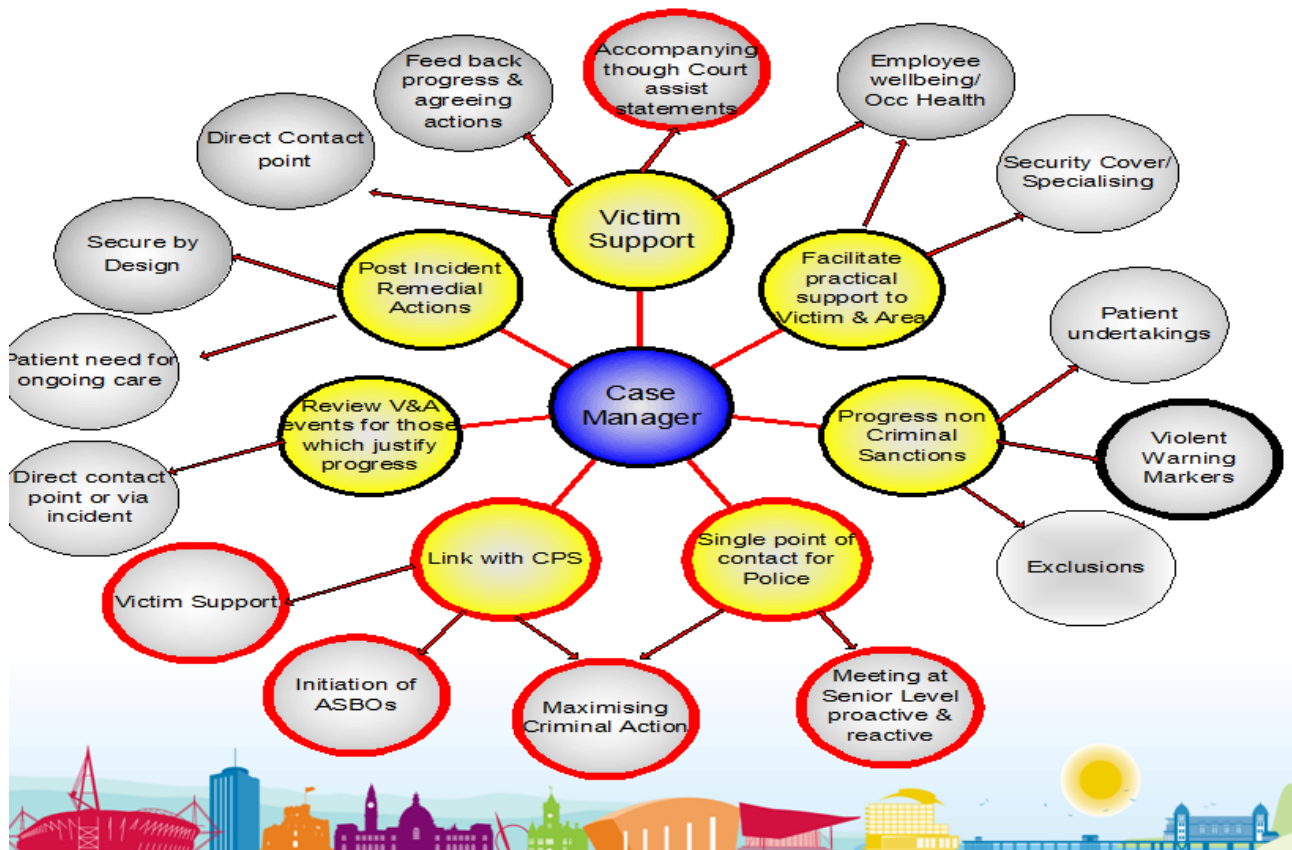 Accompanying
though Court
assist
statements
Feed back
progress &
agreeing
actions
Employee
wellbeing/
Occ Health
Direct Contact
point
Security Cover/
Specialising
Victim
Support
Secure by
Design
Post Incident
Remedial
Actions
Facilitate
practical
support to
Victim & Area
Patient
undertakings
Patient need for
ongoing care
Case
Manager
Review V&A
events for those
which justify
progress
Progress non
Criminal
Sanctions
Violent
Warning
Markers
Direct contact
point or via
incident
Link with CPS
Single point of
contact for
Police
Exclusions
Victim Support
Initiation of
ASBOs
Maximising
Criminal Action
Meeting at
Senior Level
proactive &
reactive